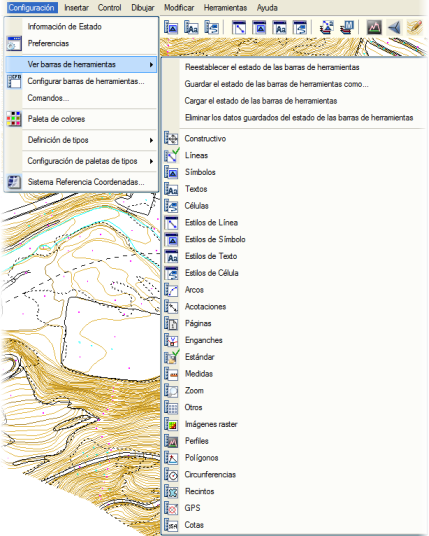 Configuración Insertar Control Dibujar Modificar Herramientas Ayuda
Información de Estado
Preferencias
Ver barras de herramientas
Configurar barras de herramientas...
Comandos...
Paleta de colores
Definición de tipos
Configuración de paletas de tipos
Sistema Referencia Coordenadas...
Reestablecer el estado de las barras de herramientas
Guardar el estado de las barras de herramientas como...
Cargar el estado de las barras de herramientas
Eliminar los datos guardados del estado de las barras de herramientas
Constructivo
Líneas
Símbolos
Textos
Células
Estilos de Línea
Estilos de Símbolo
Estilos de Texto
Estilos de Célula
Arcos
Acotaciones
Páginas
Enganches
Estándar
Medidas
Zoom
Otros
Imágenes raster
Perfiles
Polígonos
Circunferencias
Recintos
GPS
Cotas